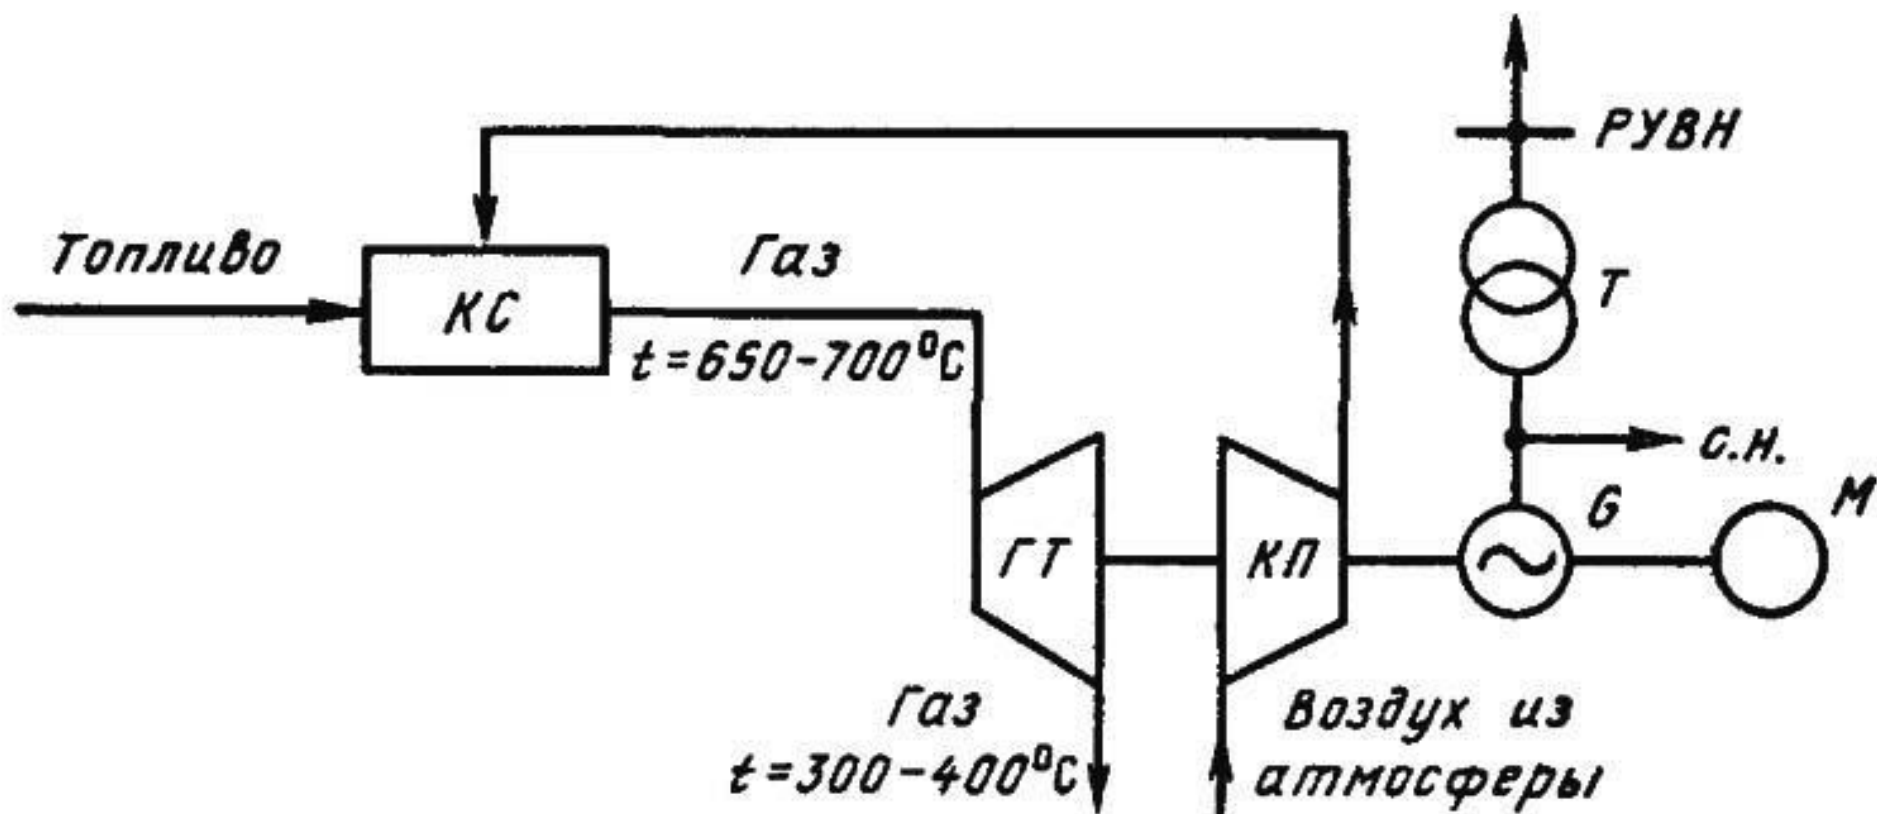 РУВН
Топливо
Газ
КС
t=650-700°C
Т
с.н.
G
М
ГТ
КП
Газ
t=300-400°C
Воздух из
атмосферы